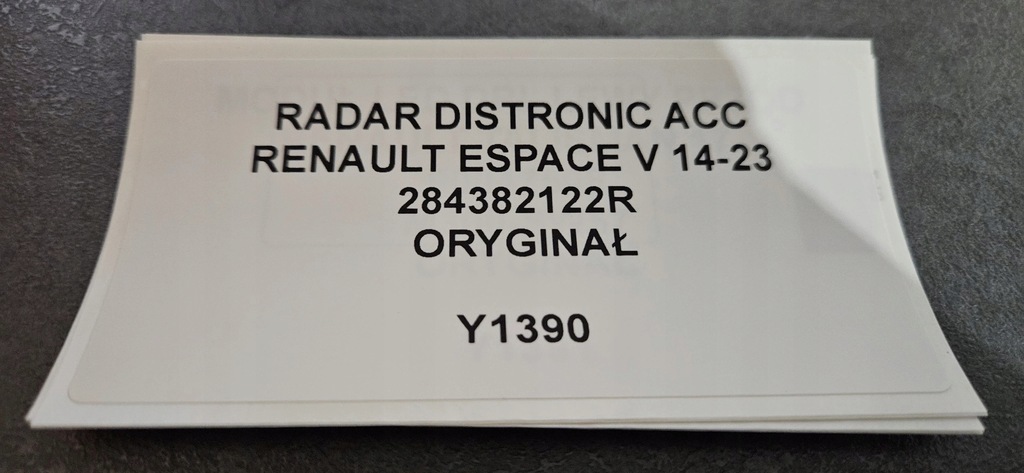 RADAR DISTRONIC ACC
RENAULT ESPACE V 14-23
284382122R
ORYGINAŁ
Y1390